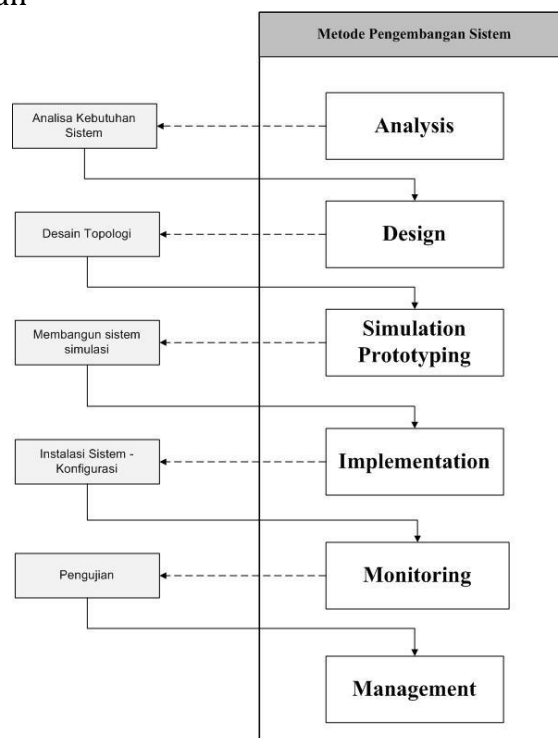 Metode Pengembangan Sistem
Analisa Kebutuhan
Sistem
Analysis
Desain Topologi
Design
Membangun sistem
simulasi
Simulation
Prototyping
Instalasi Sistem -
Konfigurasi
Implementation
Pengujian
Monitoring
Management